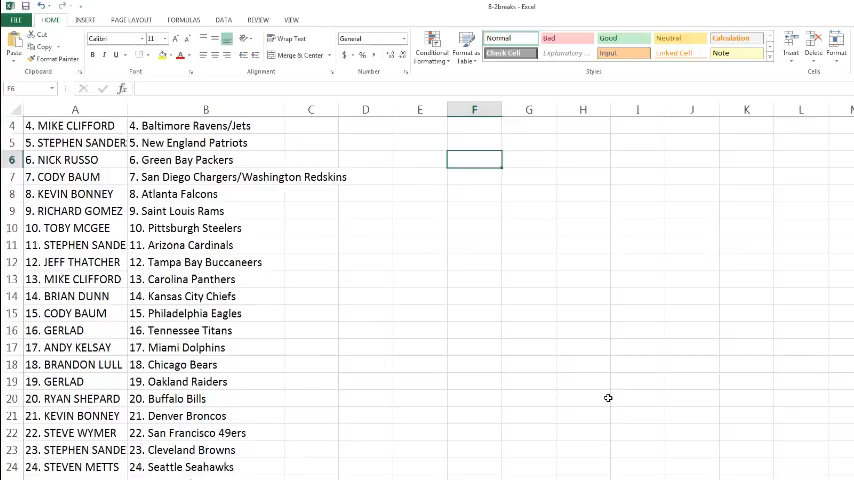 8-2breaks - Excel
FILE HOME INSERT PAGE LAYOUT FORMULAS DATA REVIEW VIEW
Cut
Copy
Format Painter
Paste
Clipboard
Calibri 11
B I U
Font
Wrap Text
Merge & Center
Alignment
General
$ % ,
Number
Conditional Formatting
Format as Table
Normal Bad Good Neutral Calculation
Check Cell Explanatory ... Input Linked Cell Note
Styles
Insert Delete Format
Cells
F6
fx
A B C D E F G H I J K L
4 4. MIKE CLIFFORD 4. Baltimore Ravens/Jets
5 5. STEPHEN SANDER 5. New England Patriots
6 6. NICK RUSSO 6. Green Bay Packers
7 7. CODY BAUM 7. San Diego Chargers/Washington Redskins
8 8. KEVIN BONNEY 8. Atlanta Falcons
9 9. RICHARD GOMEZ 9. Saint Louis Rams
10 10. TOBY MCGEE 10. Pittsburgh Steelers
11 11. STEPHEN SANDE 11. Arizona Cardinals
12 12. JEFF THATCHER 12. Tampa Bay Buccaneers
13 13. MIKE CLIFFORD 13. Carolina Panthers
14 14. BRIAN DUNN 14. Kansas City Chiefs
15 15. CODY BAUM 15. Philadelphia Eagles
16 16. GERLAD 16. Tennessee Titans
17 17. ANDY KELSAY 17. Miami Dolphins
18 18. BRANDON LULL 18. Chicago Bears
19 19. GERLAD 19. Oakland Raiders
20 20. RYAN SHEPARD 20. Buffalo Bills
21 21. KEVIN BONNEY 21. Denver Broncos
22 22. STEVE WYMER 22. San Francisco 49ers
23 23. STEPHEN SANDE 23. Cleveland Browns
24 24. STEVEN METTS 24. Seattle Seahawks